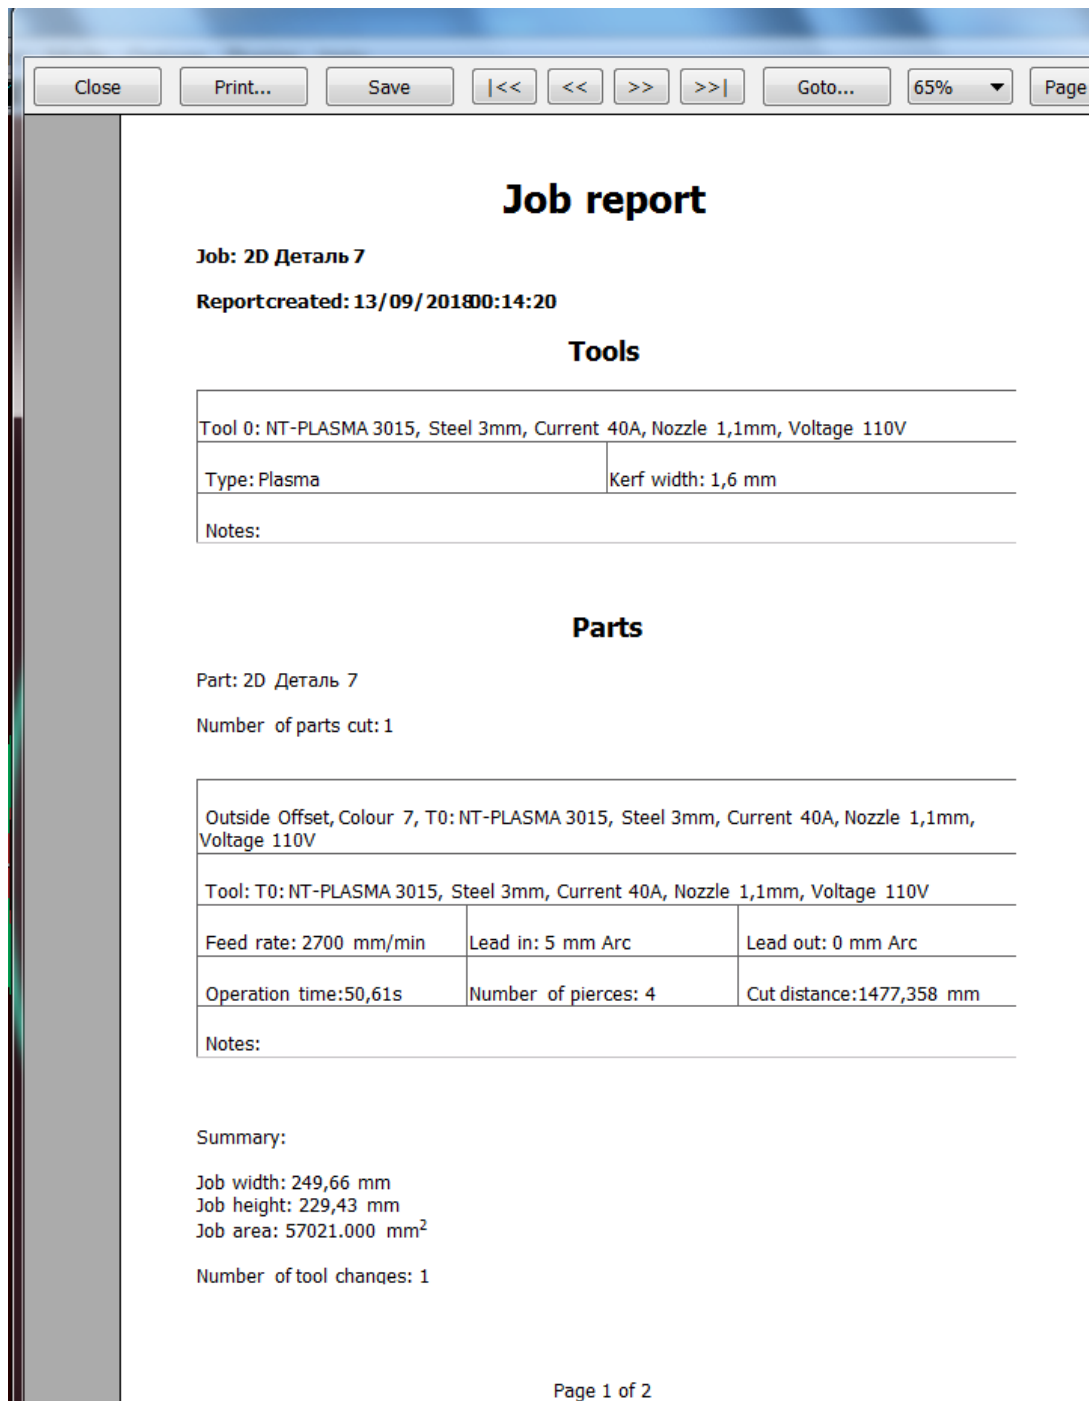 Close Print... Save |<< << >> >>| Goto... 65% Page
Job report
Job: 2D Деталь 7
Report created: 13/09/2018 00:14:20
Tools
Tool 0: NT-PLASMA 3015, Steel 3mm, Current 40A, Nozzle 1,1mm, Voltage 110V
Type: Plasma Kerf width: 1,6 mm
Notes:
Parts
Part: 2D Деталь 7
Number of parts cut: 1
Outside Offset, Colour 7, T0: NT-PLASMA 3015, Steel 3mm, Current 40A, Nozzle 1,1mm,
Voltage 110V
Tool: T0: NT-PLASMA 3015, Steel 3mm, Current 40A, Nozzle 1,1mm, Voltage 110V
Feed rate: 2700 mm/min Lead in: 5 mm Arc Lead out: 0 mm Arc
Operation time:50,61s Number of pierces: 4 Cut distance:1477,358 mm
Notes:
Summary:
Job width: 249,66 mm
Job height: 229,43 mm
Job area: 57021.000 mm²
Number of tool changes: 1
Page 1 of 2